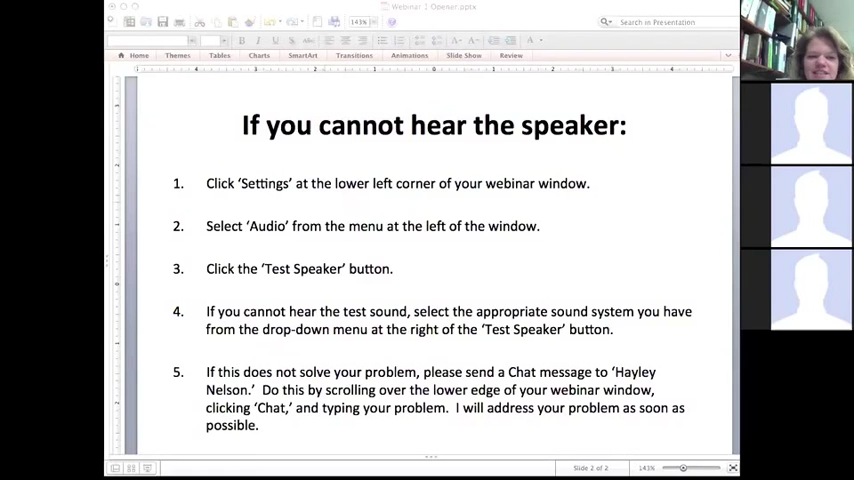 Webinar 1 Opener.pptx
143%
Search in Presentation
Home Themes Tables Charts SmartArt Transitions Animations Slide Show Review
If you cannot hear the speaker:
1. Click ‘Settings’ at the lower left corner of your webinar window.
2. Select ‘Audio’ from the menu at the left of the window.
3. Click the ‘Test Speaker’ button.
4. If you cannot hear the test sound, select the appropriate sound system you have
from the drop-down menu at the right of the ‘Test Speaker’ button.
5. If this does not solve your problem, please send a Chat message to ‘Hayley
Nelson.’ Do this by scrolling over the lower edge of your webinar window,
clicking ‘Chat,’ and typing your problem. I will address your problem as soon as
possible.
Slide 2 of 2 143%